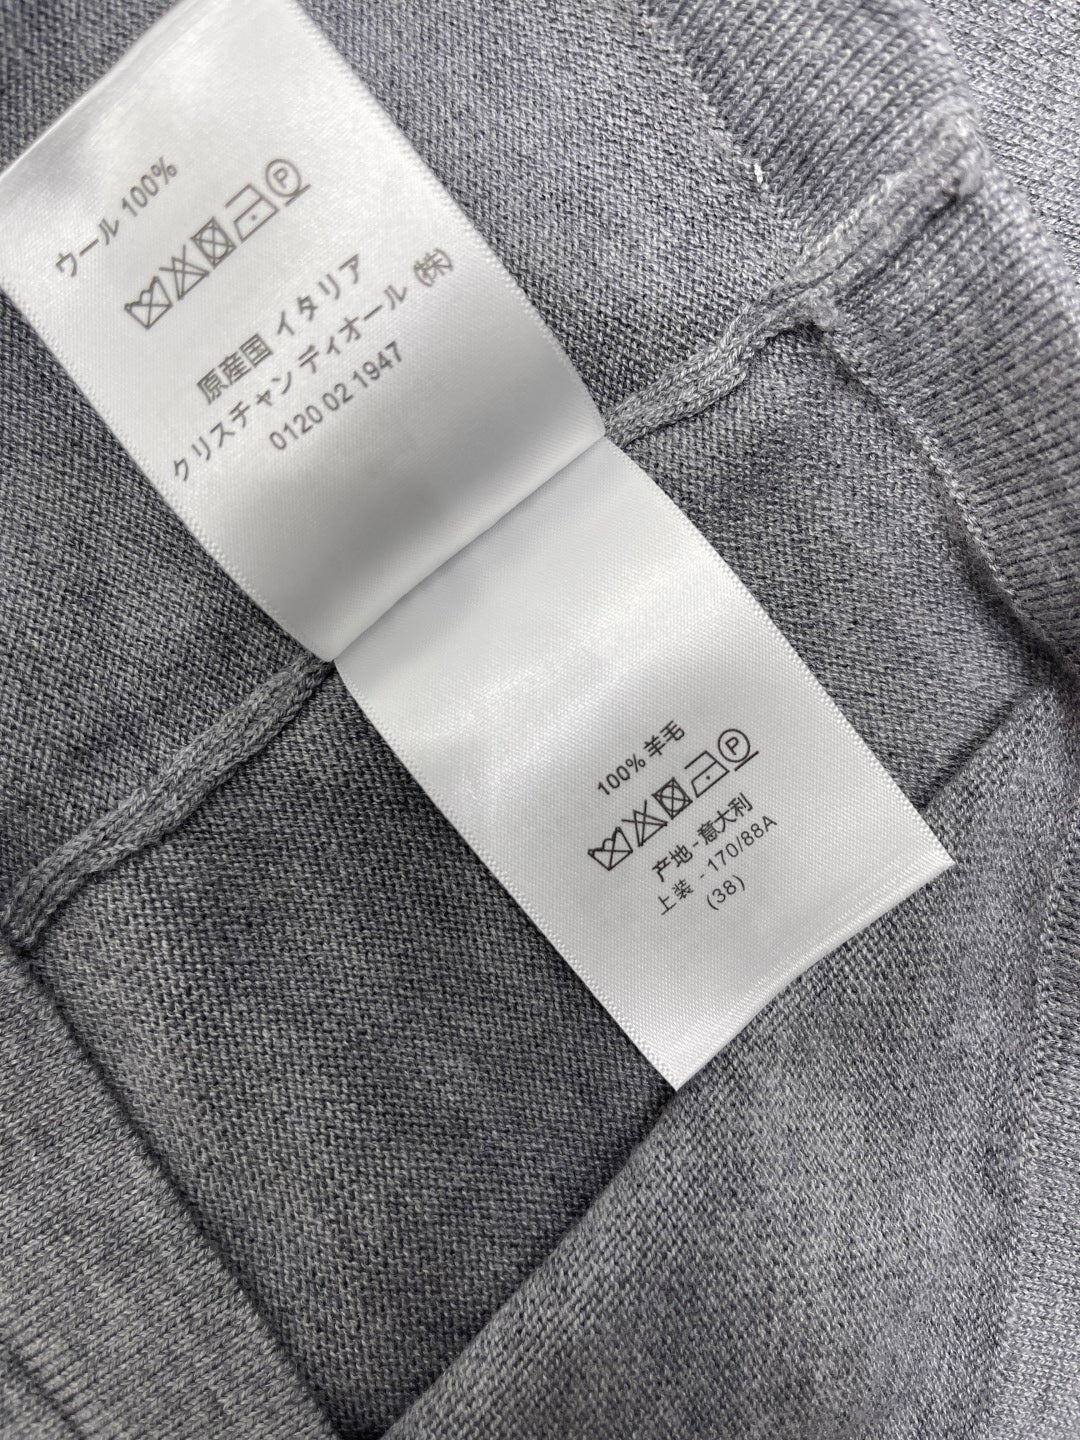 ウール 100%
P
原産国 イタリア
クリスチャン ディオール (株)
0120 02 1947
100% 羊毛
P
产地 - 意大利
上装 - 170/88A
(38)